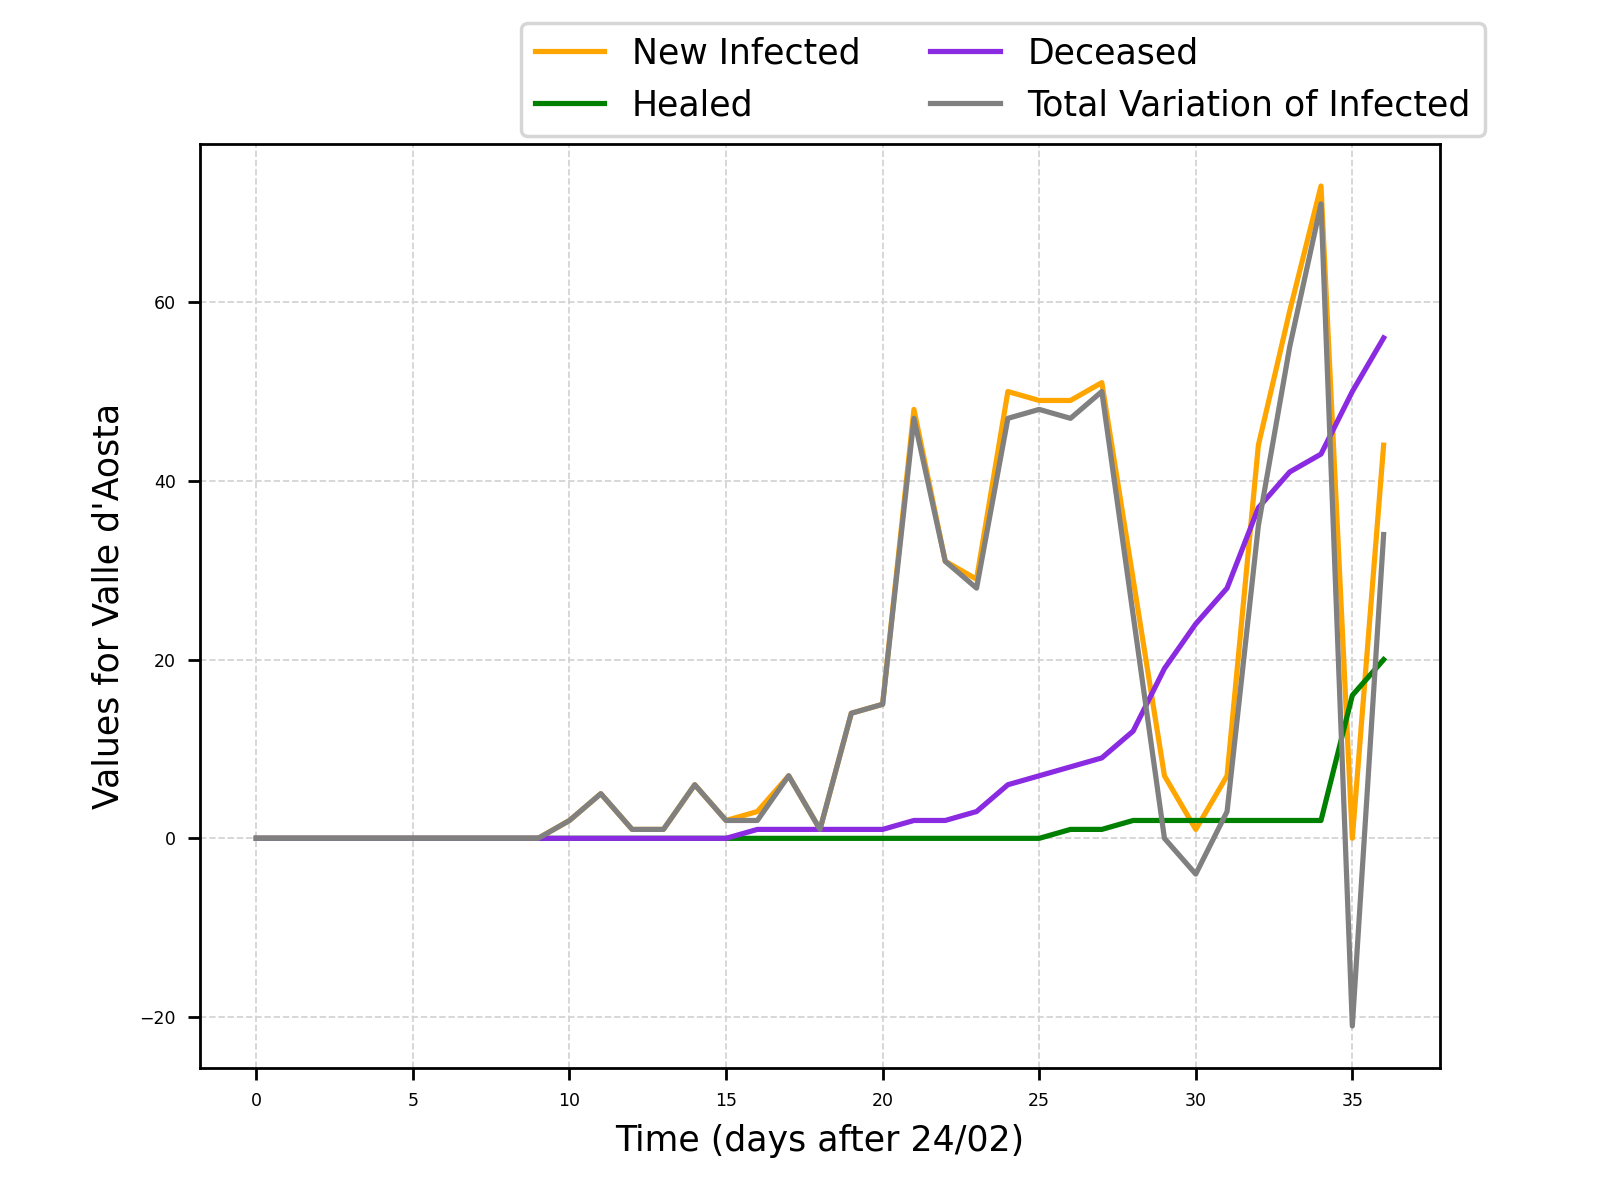 New Infected
Healed
Deceased
Total Variation of Infected
Values for Valle d'Aosta
60
40
20
0
−20
0 5 10 15 20 25 30 35
Time (days after 24/02)